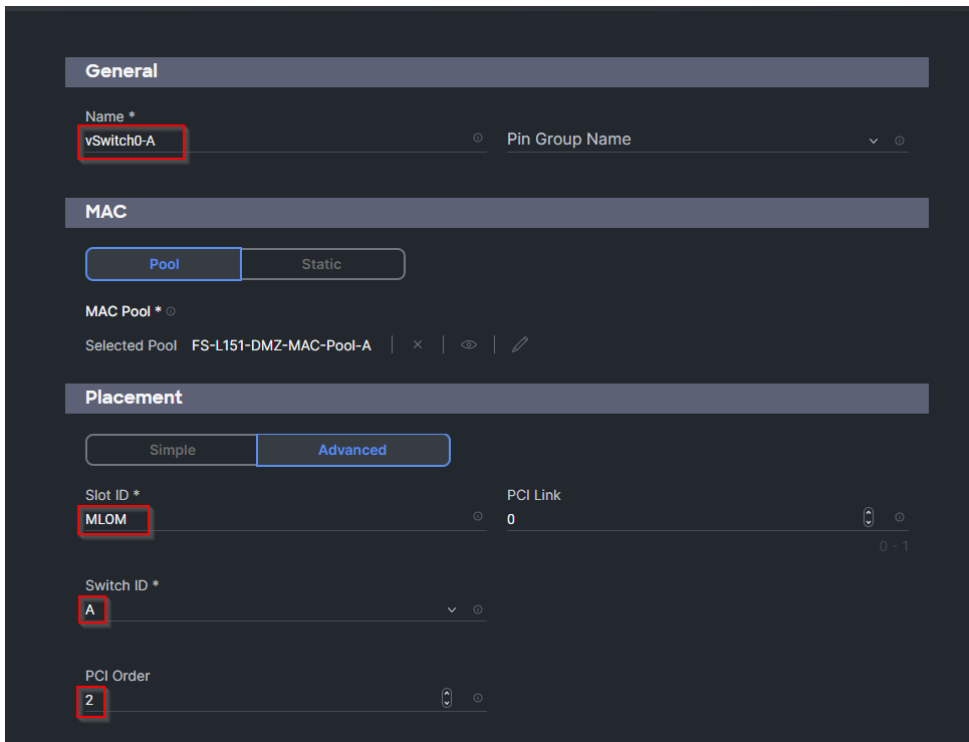 General
Name *
vSwitch0-A
Pin Group Name
MAC
Pool Static
MAC Pool *
Selected Pool FS-L151-DMZ-MAC-Pool-A
Placement
Simple Advanced
Slot ID * PCI Link
MLOM 0
0 - 1
Switch ID *
A
PCI Order
2